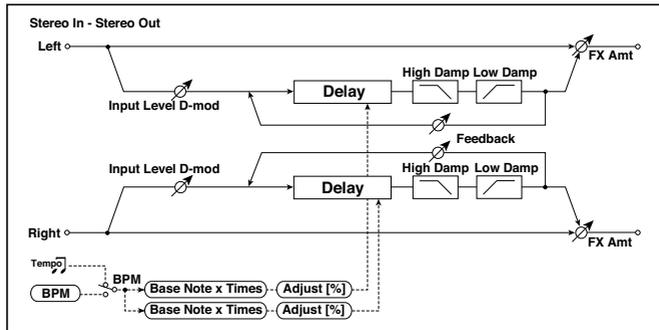 Stereo In - Stereo Out
Left
FX Amt
High Damp Low Damp
Delay
Input Level D-mod
Feedback
Input Level D-mod
High Damp Low Damp
Delay
Right
FX Amt
Tempo
BPM
BPM
Base Note x Times
Adjust [%]
Base Note x Times
Adjust [%]